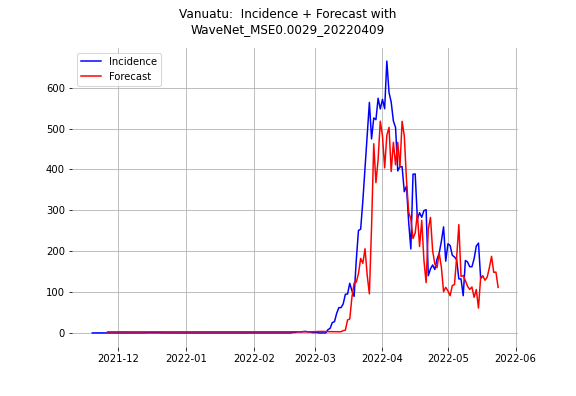 Vanuatu:  Incidence + Forecast with
WaveNet_MSE0.0029_20220409
Incidence
Forecast
600
500
400
300
200
100
0
2021-12 2022-01 2022-02 2022-03 2022-04 2022-05 2022-06